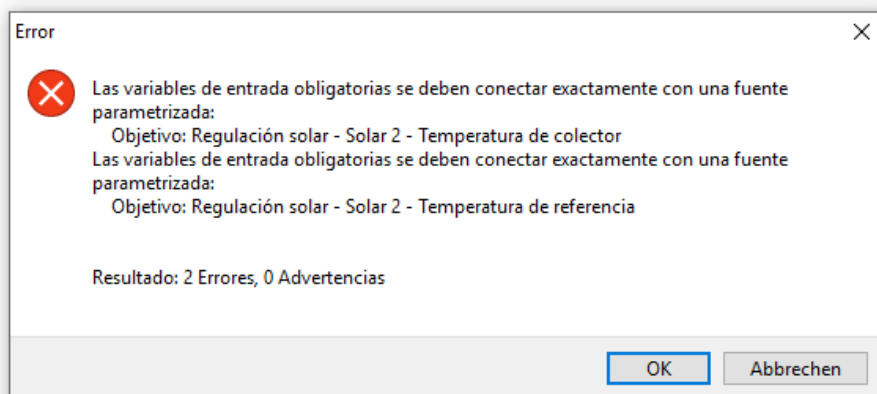 Error
Las variables de entrada obligatorias se deben conectar exactamente con una fuente
parametrizada:
Objetivo: Regulación solar - Solar 2 - Temperatura de colector
Las variables de entrada obligatorias se deben conectar exactamente con una fuente
parametrizada:
Objetivo: Regulación solar - Solar 2 - Temperatura de referencia
Resultado: 2 Errores, 0 Advertencias
OK
Abbrechen